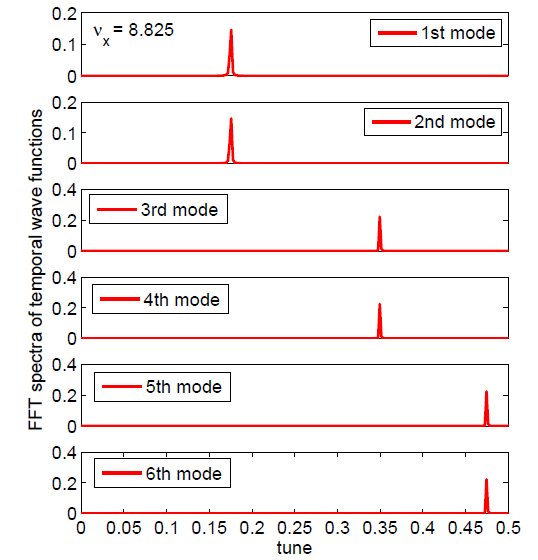 0.2
νx = 8.825
1st mode
0.1
0
0.2
2nd mode
0.1
0
0.4
3rd mode
0.2
0
0.4
4th mode
0.2
0
0.4
5th mode
0.2
0
0.4
6th mode
0.2
0
0 0.05 0.1 0.15 0.2 0.25 0.3 0.35 0.4 0.45 0.5
tune
FFT spectra of temporal wave functions